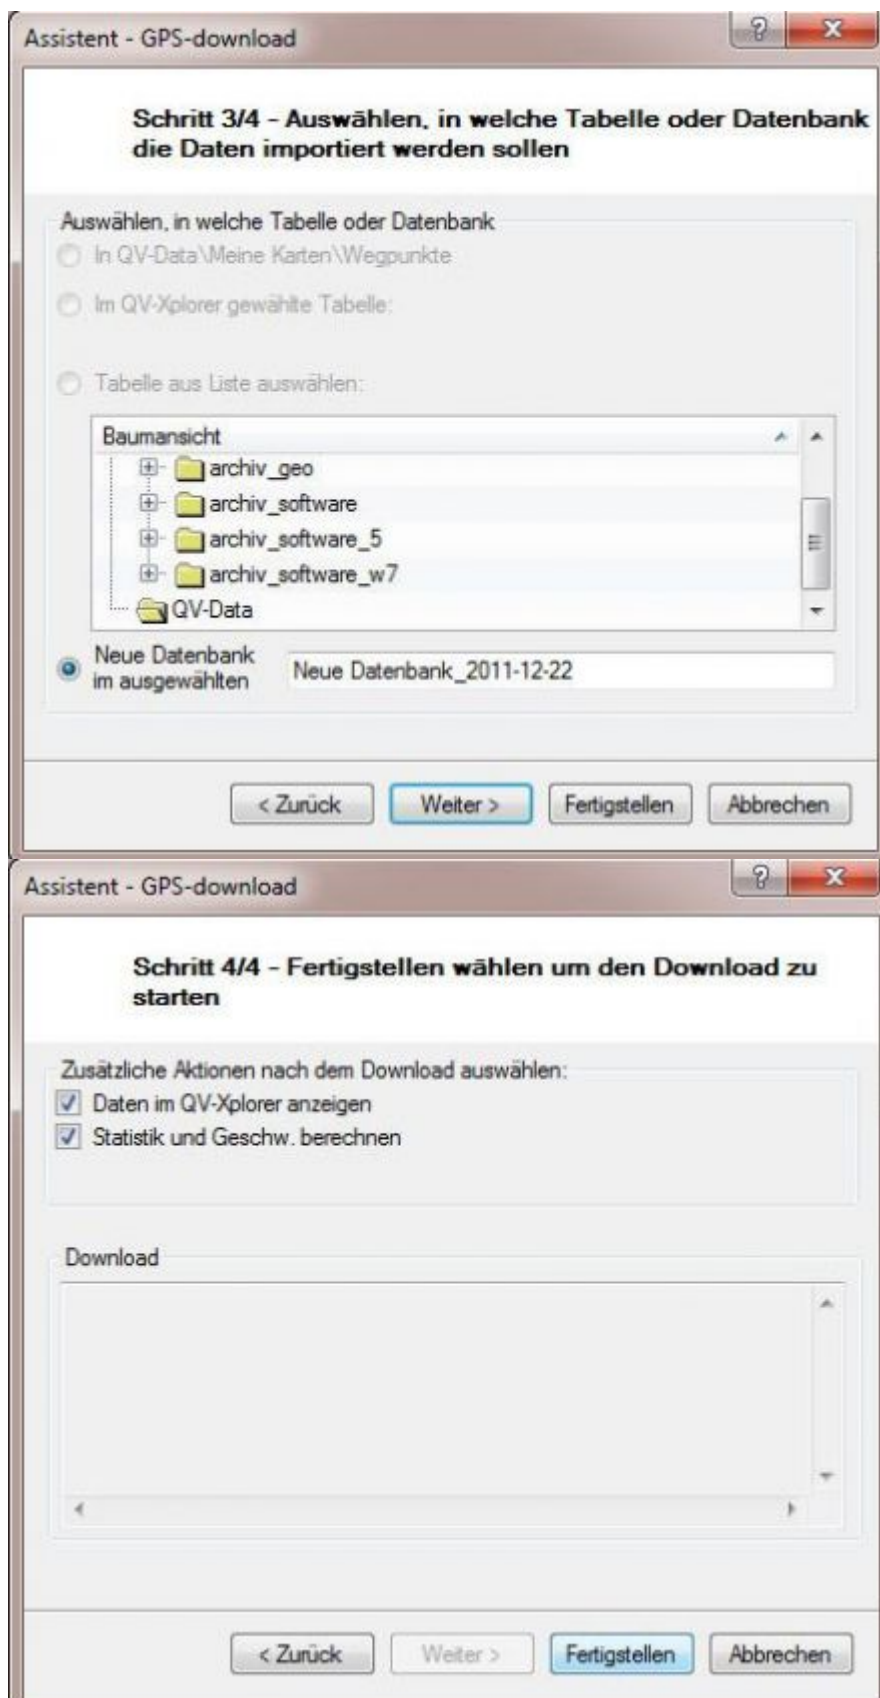 Assistent - GPS-download
Schritt 3/4 - Auswählen, in welche Tabelle oder Datenbank
die Daten importiert werden sollen
Auswählen, in welche Tabelle oder Datenbank
In QV-Data\Meine Karten\Wegpunkte
Im QV-Xplorer gewählte Tabelle:
Tabelle aus Liste auswählen:
Baumansicht
archiv_geo
archiv_software
archiv_software_5
archiv_software_w7
QV-Data
Neue Datenbank
im ausgewählten
Neue Datenbank_2011-12-22
< Zurück Weiter > Fertigstellen Abbrechen
Assistent - GPS-download
Schritt 4/4 - Fertigstellen wählen um den Download zu
starten
Zusätzliche Aktionen nach dem Download auswählen:
Daten im QV-Xplorer anzeigen
Statistik und Geschw. berechnen
Download
< Zurück Weiter > Fertigstellen Abbrechen